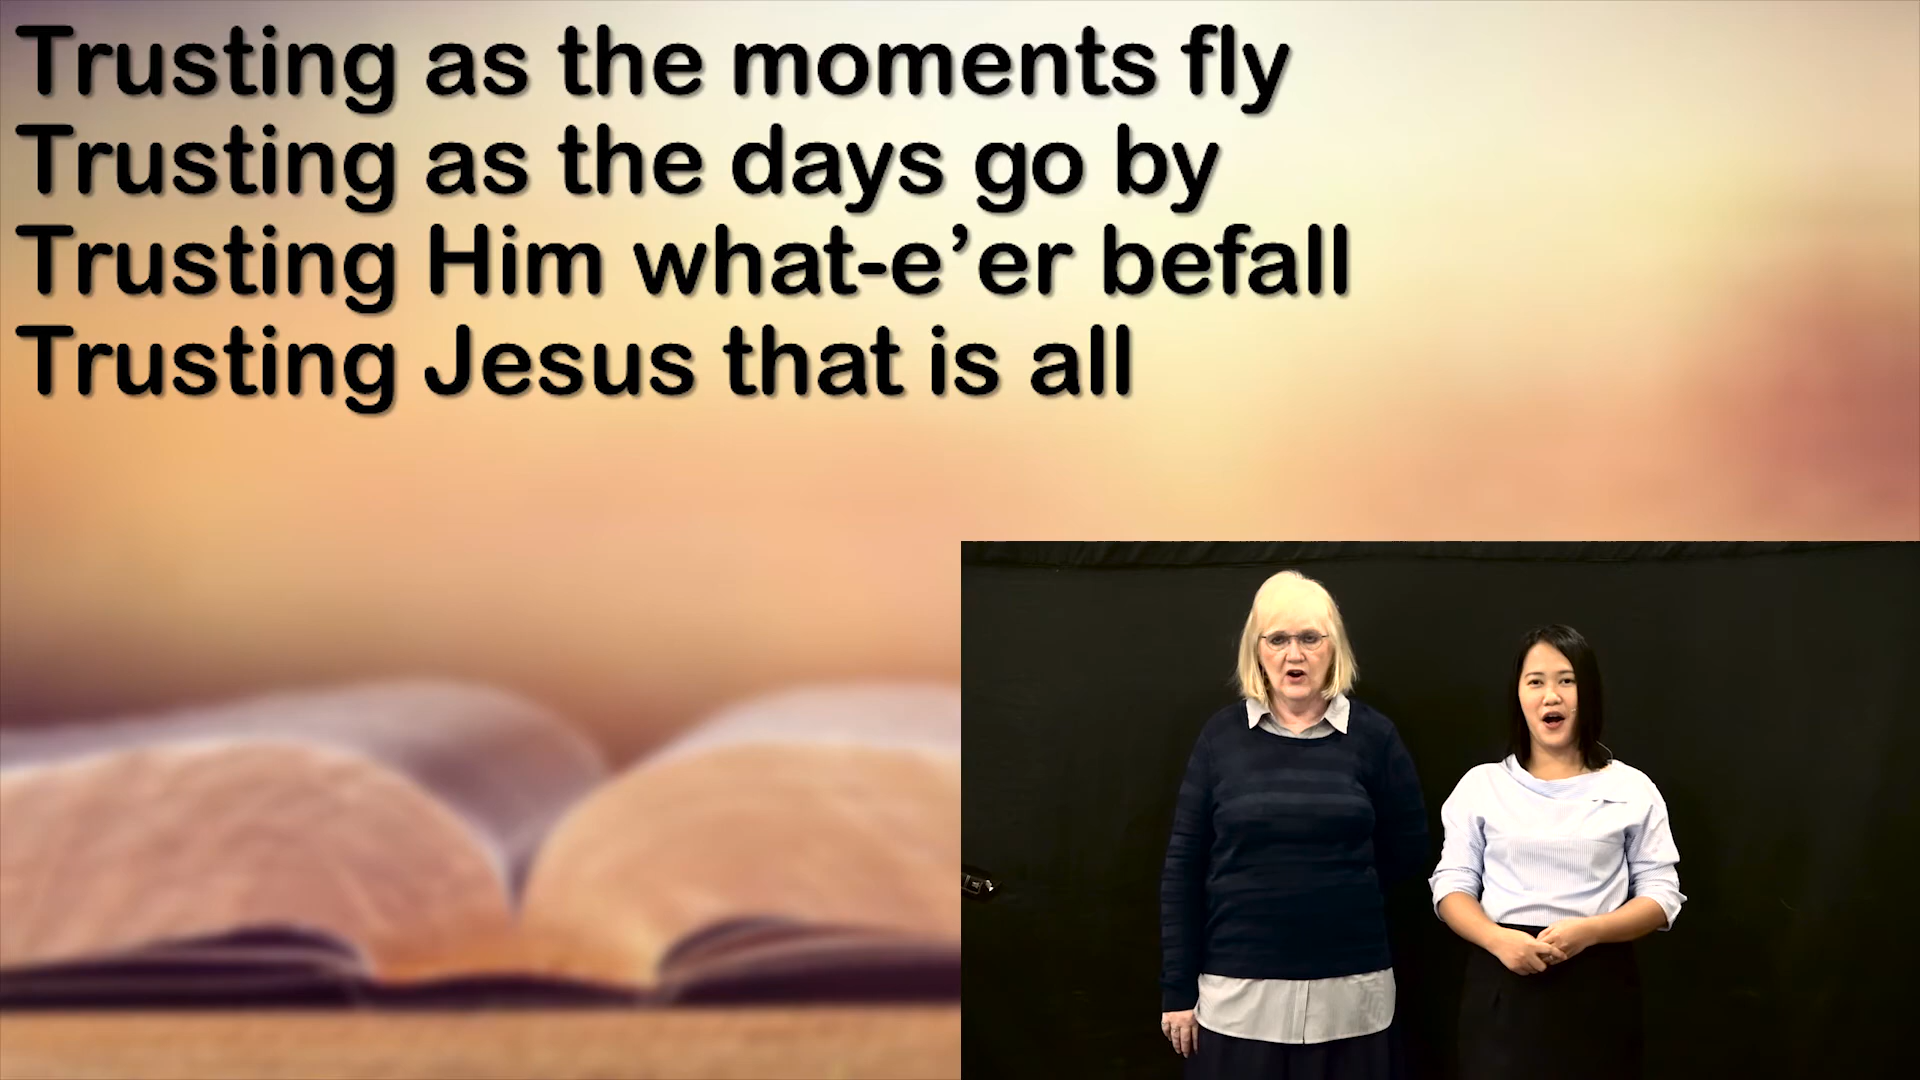 Trusting as the moments fly
Trusting as the days go by
Trusting Him what-e’er befall
Trusting Jesus that is all